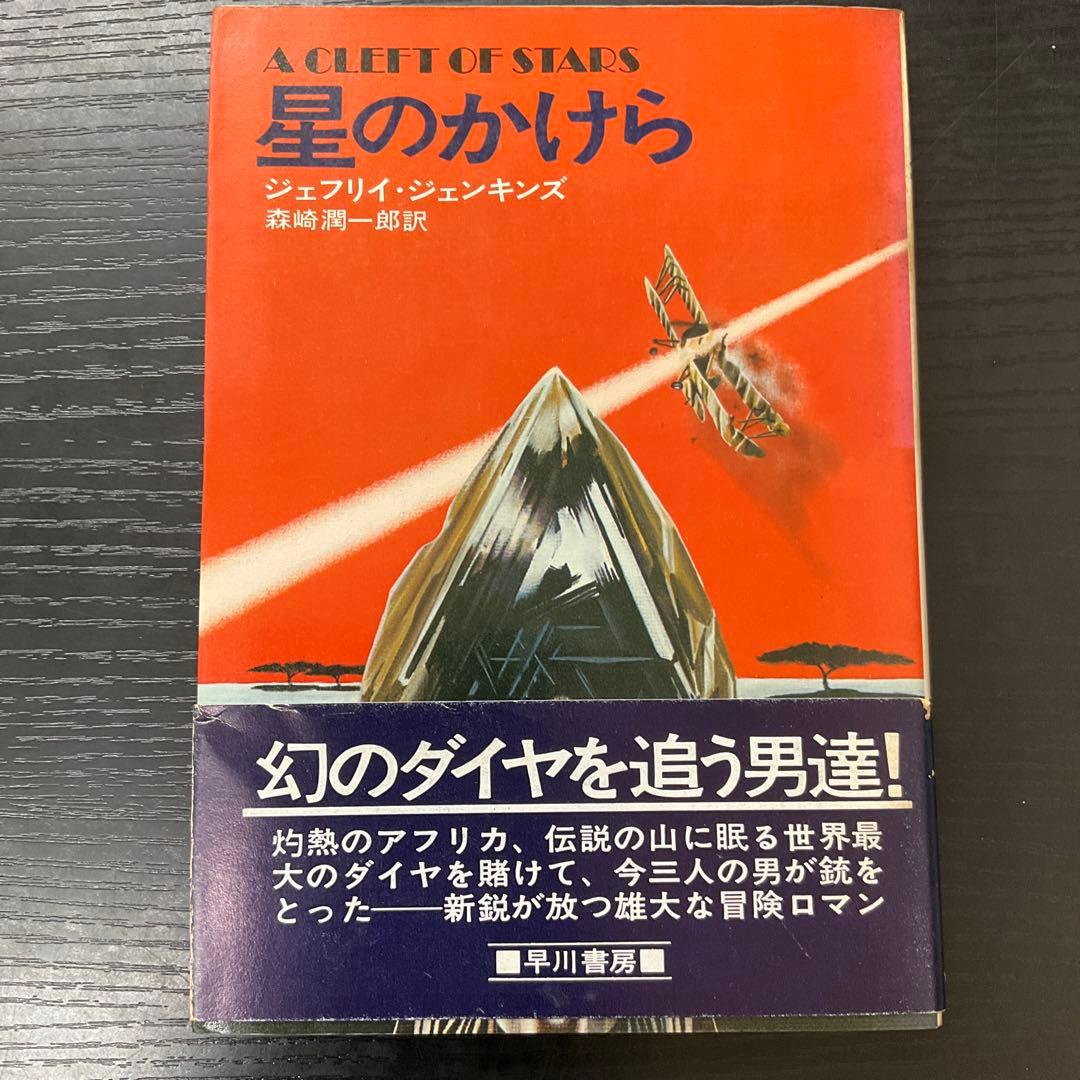 A CLEFT OF STARS
星のかけら
ジェフリイ・ジェンキンズ
森崎潤一郎訳
幻のダイヤを追う男達!
灼熱のアフリカ、伝説の山に眠る世界最
大のダイヤを賭けて、今三人の男が銃を
とった──新鋭が放つ雄大な冒険ロマン
■早川書房■